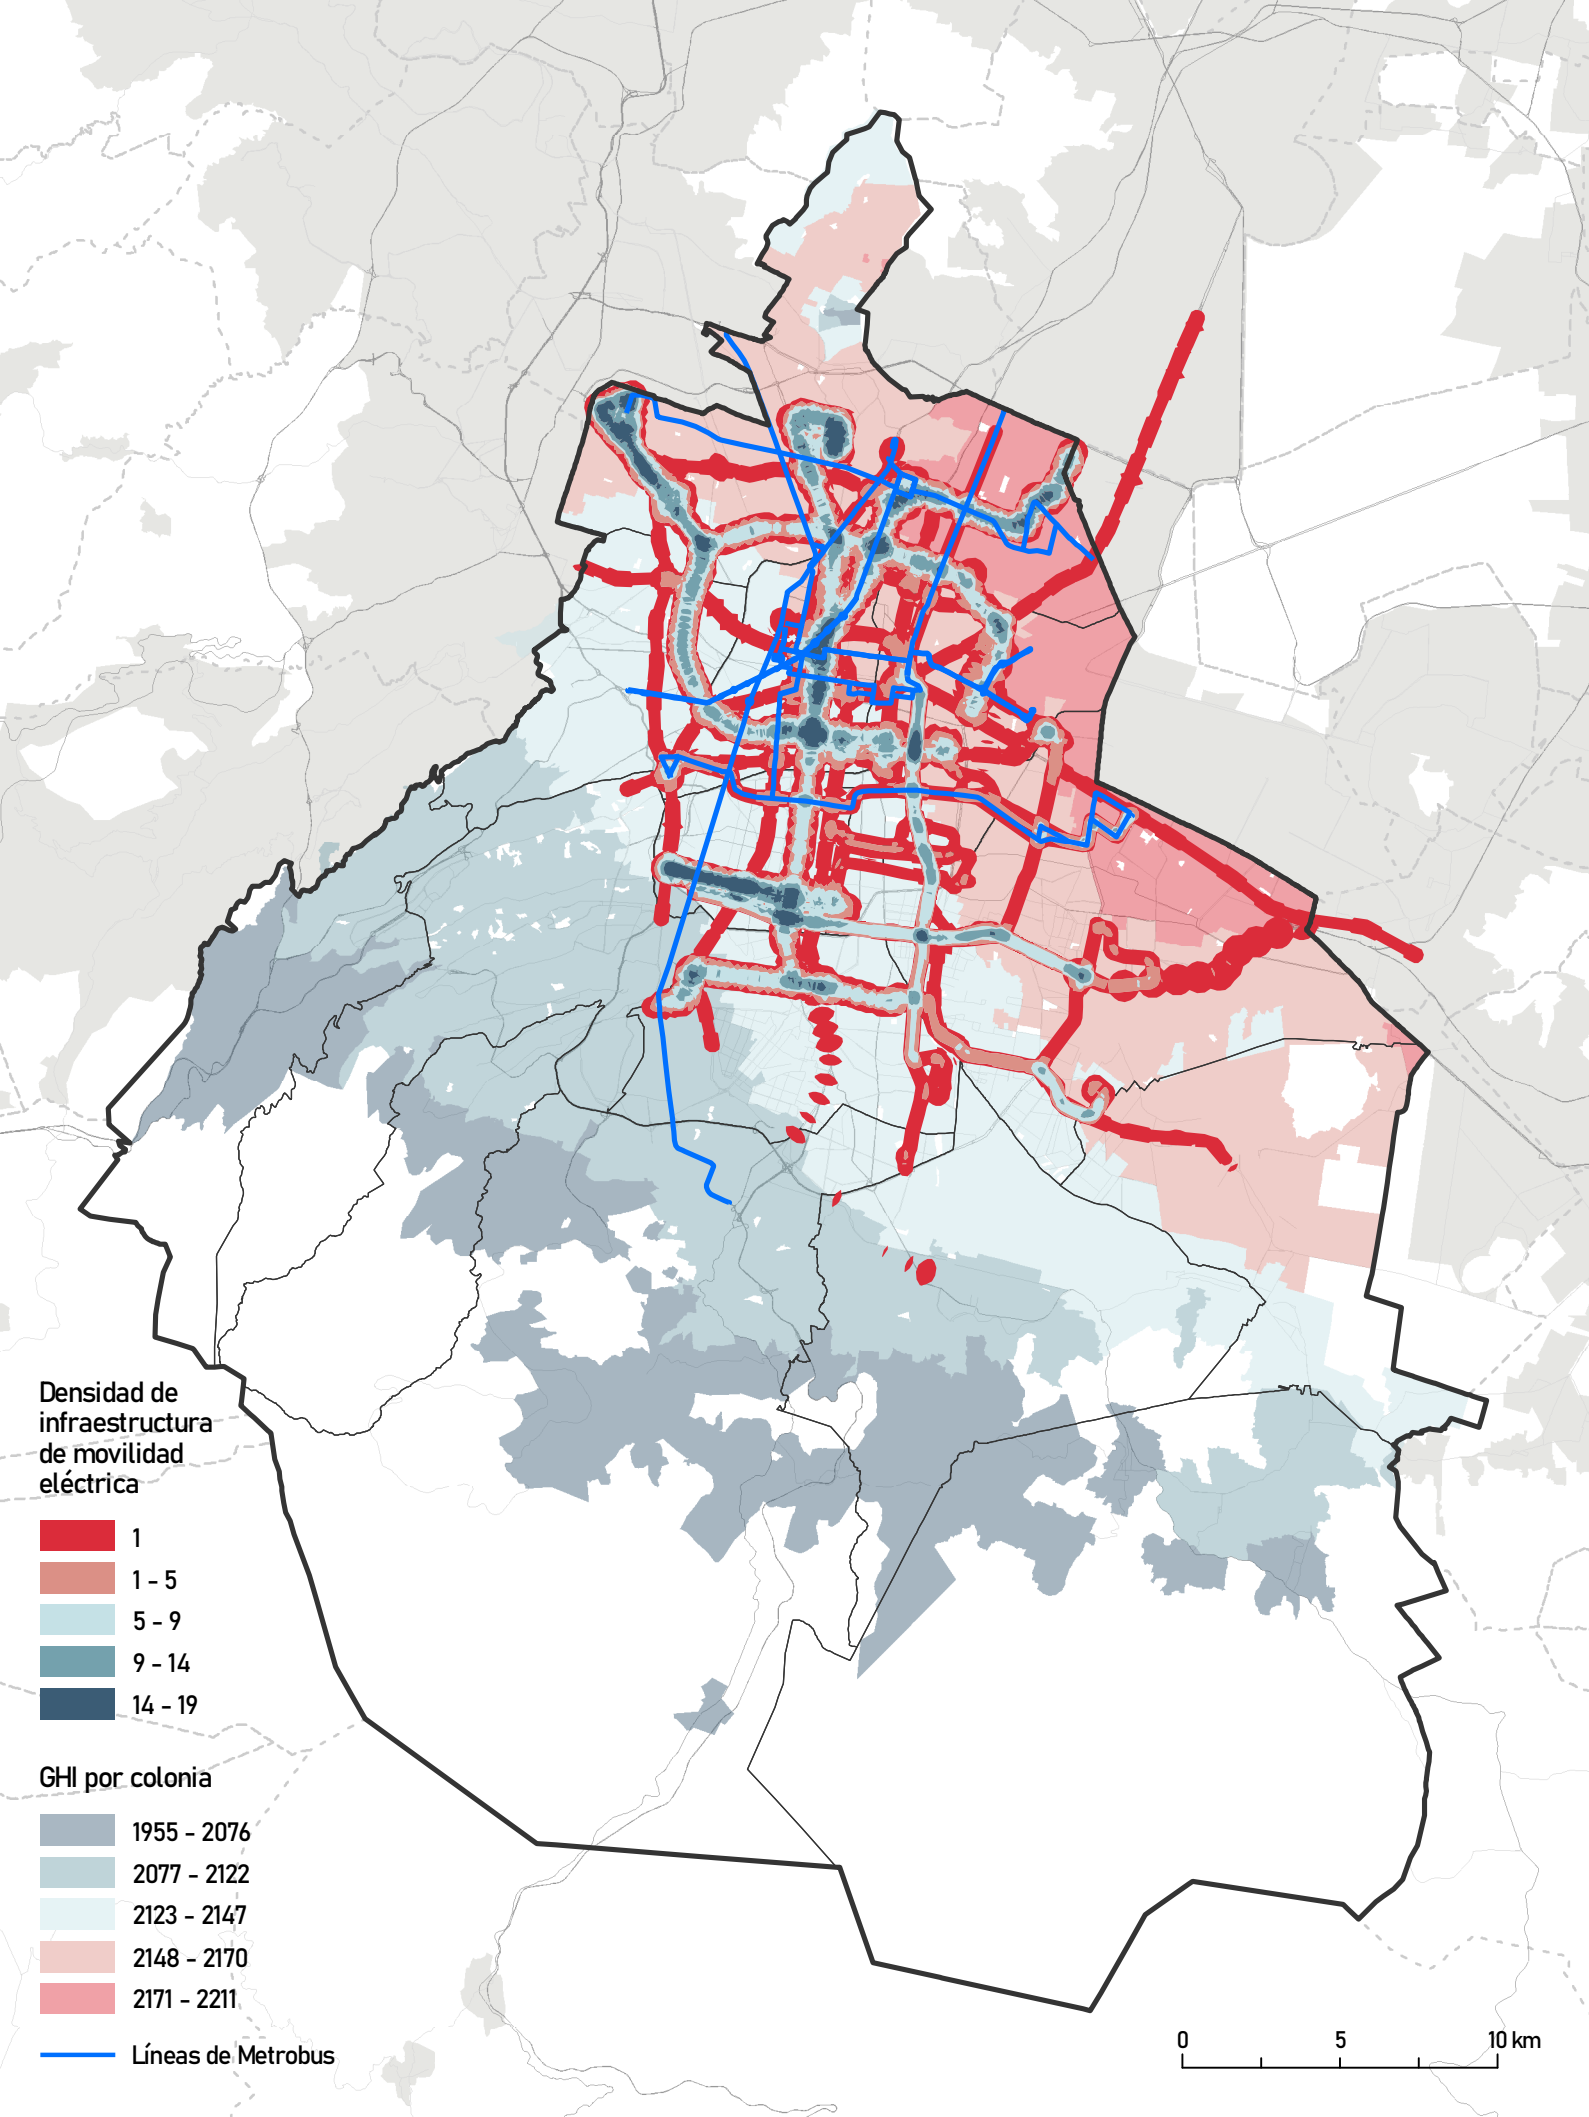 Densidad de
infraestructura
de movilidad
eléctrica
1
1 - 5
5 - 9
9 - 14
14 - 19
GHI por colonia
1955 - 2076
2077 - 2122
2123 - 2147
2148 - 2170
2171 - 2211
Líneas de Metrobus
0 5 10 km